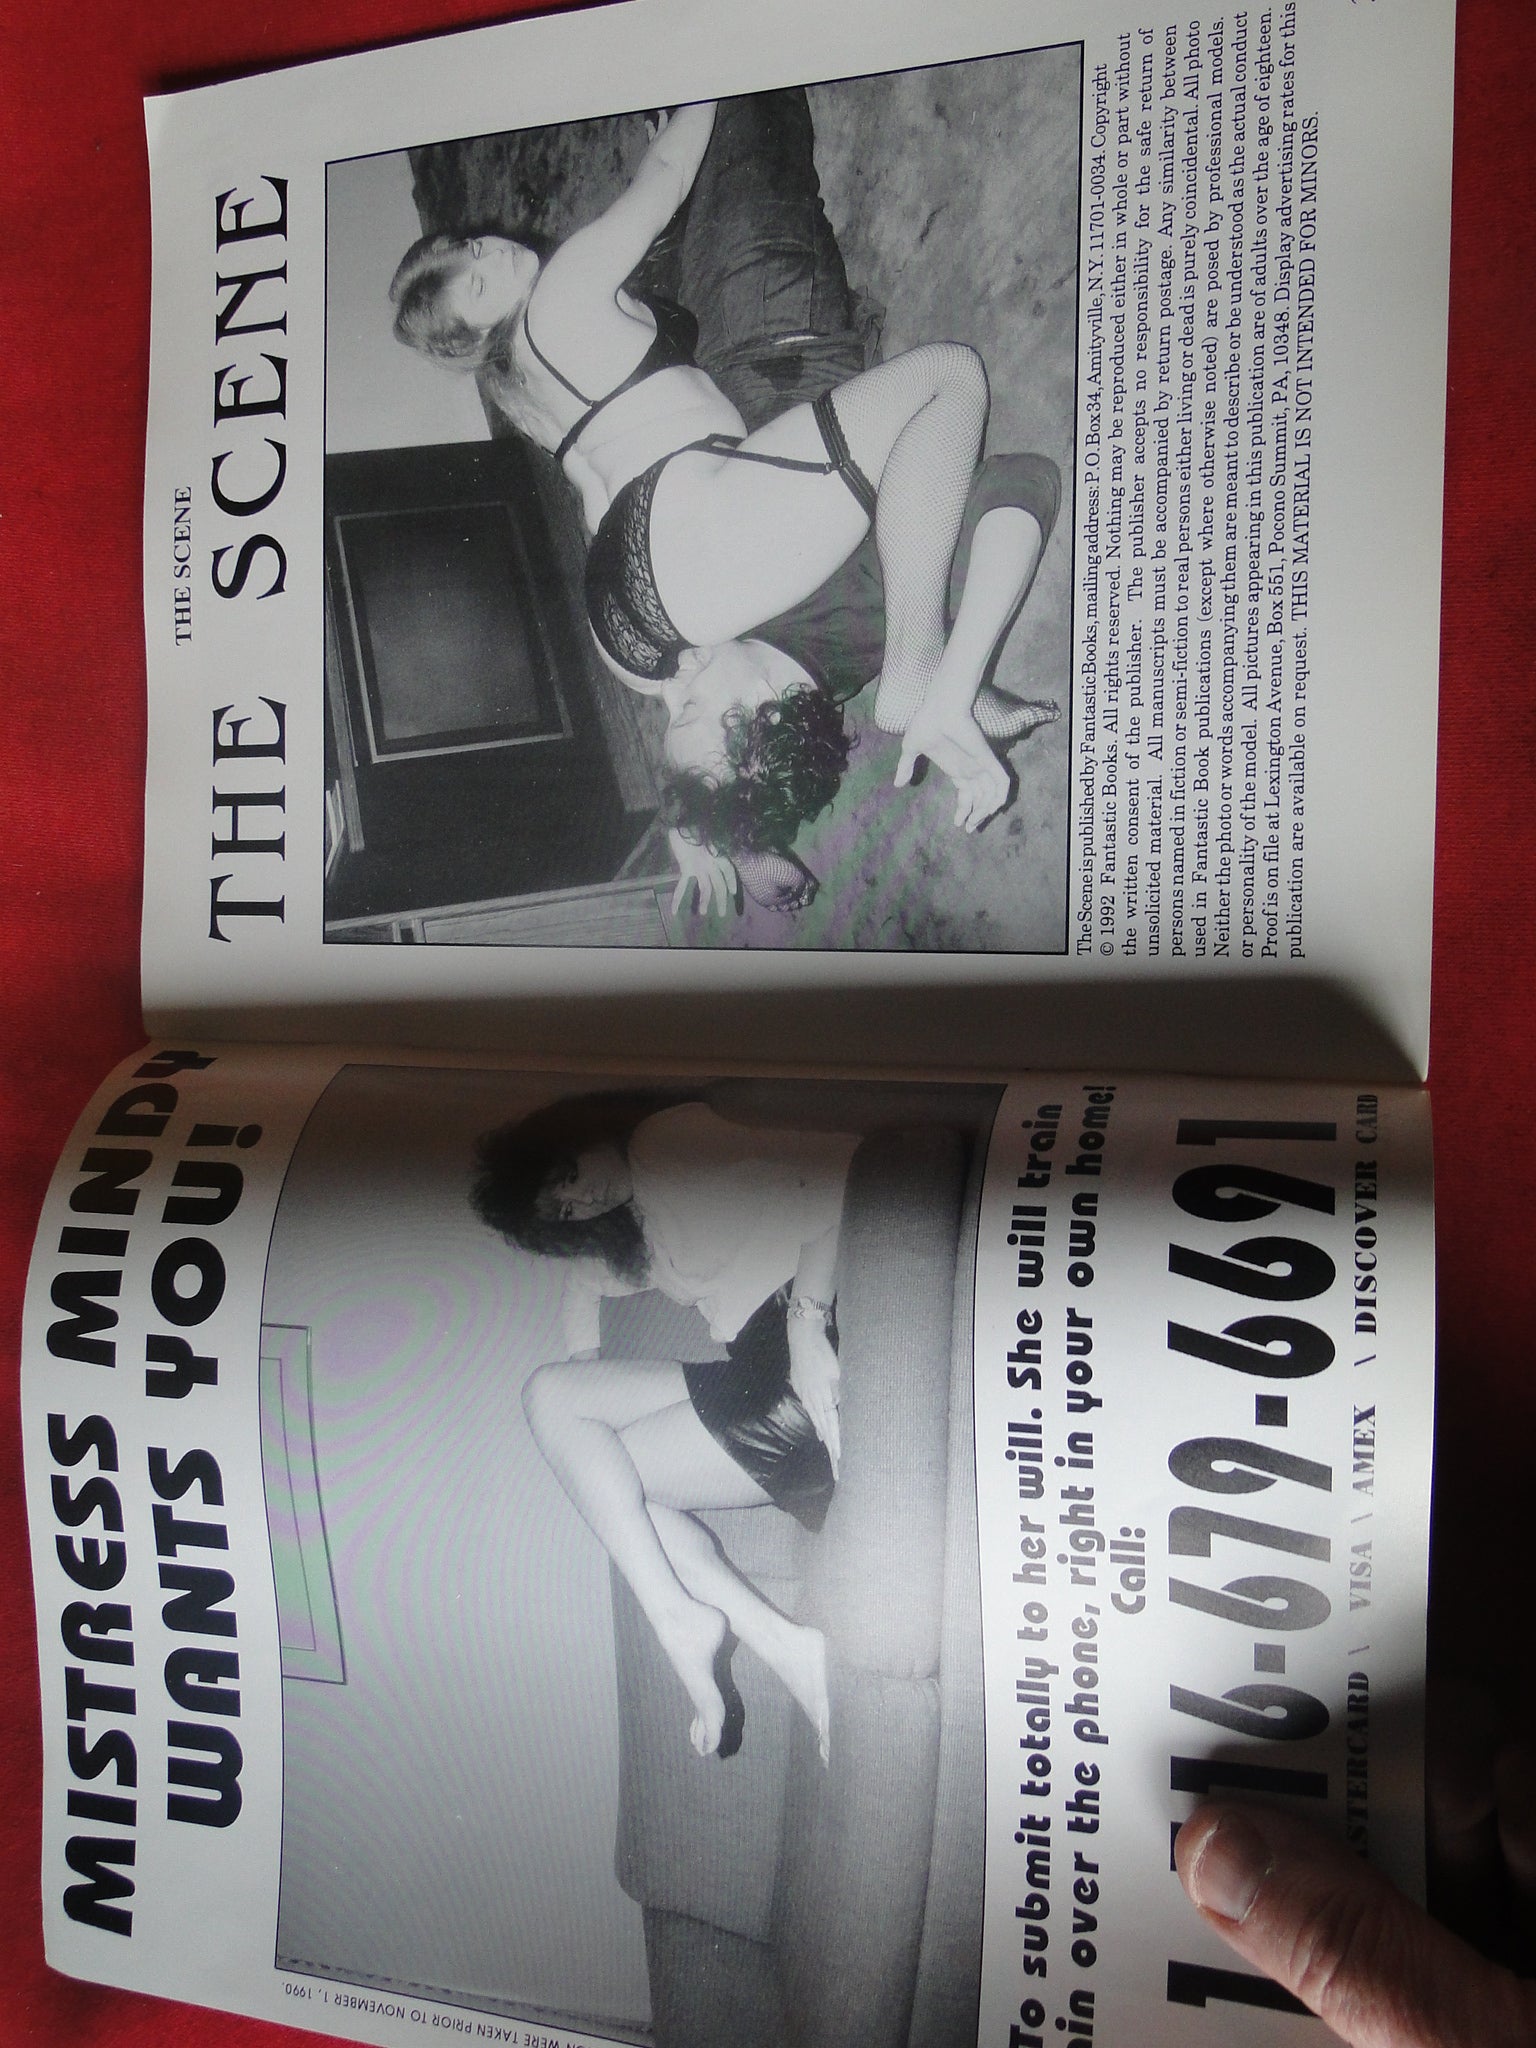 MISTRESS MINDY
WANTS YOU!
WERE TAKEN PRIOR TO NOVEMBER 1, 1990.
To submit totally to her will. She will train
over the phone, right in your own home!
Call:
16-679-6691
\ VISA \ AMEX \ DISCOVER CARD
THE SCENE
THE SCENE
The Scene is published by Fantastic Books, mailing address: P.O. Box 34, Amityville, N.Y. 11701-0034. Copyright
© 1992 Fantastic Books. All rights reserved. Nothing may be reproduced either in whole or part without
the written consent of the publisher. The publisher accepts no responsibility for the safe return of
unsolicited material. All manuscripts must be accompanied by return postage. Any similarity between
persons named in fiction or semi-fiction to real persons either living or dead is purely coincidental. All photo
used in Fantastic Book publications (except where otherwise noted) are posed by professional models.
Neither the photo or words accompanying them are meant to describe or be understood as the actual conduct
or personality of the model. All pictures appearing in this publication are of adults over the age of eighteen.
Proof is on file at Lexington Avenue, Box 551, Pocono Summit, PA, 10348. Display advertising rates for this
publication are available on request. THIS MATERIAL IS NOT INTENDED FOR MINORS.